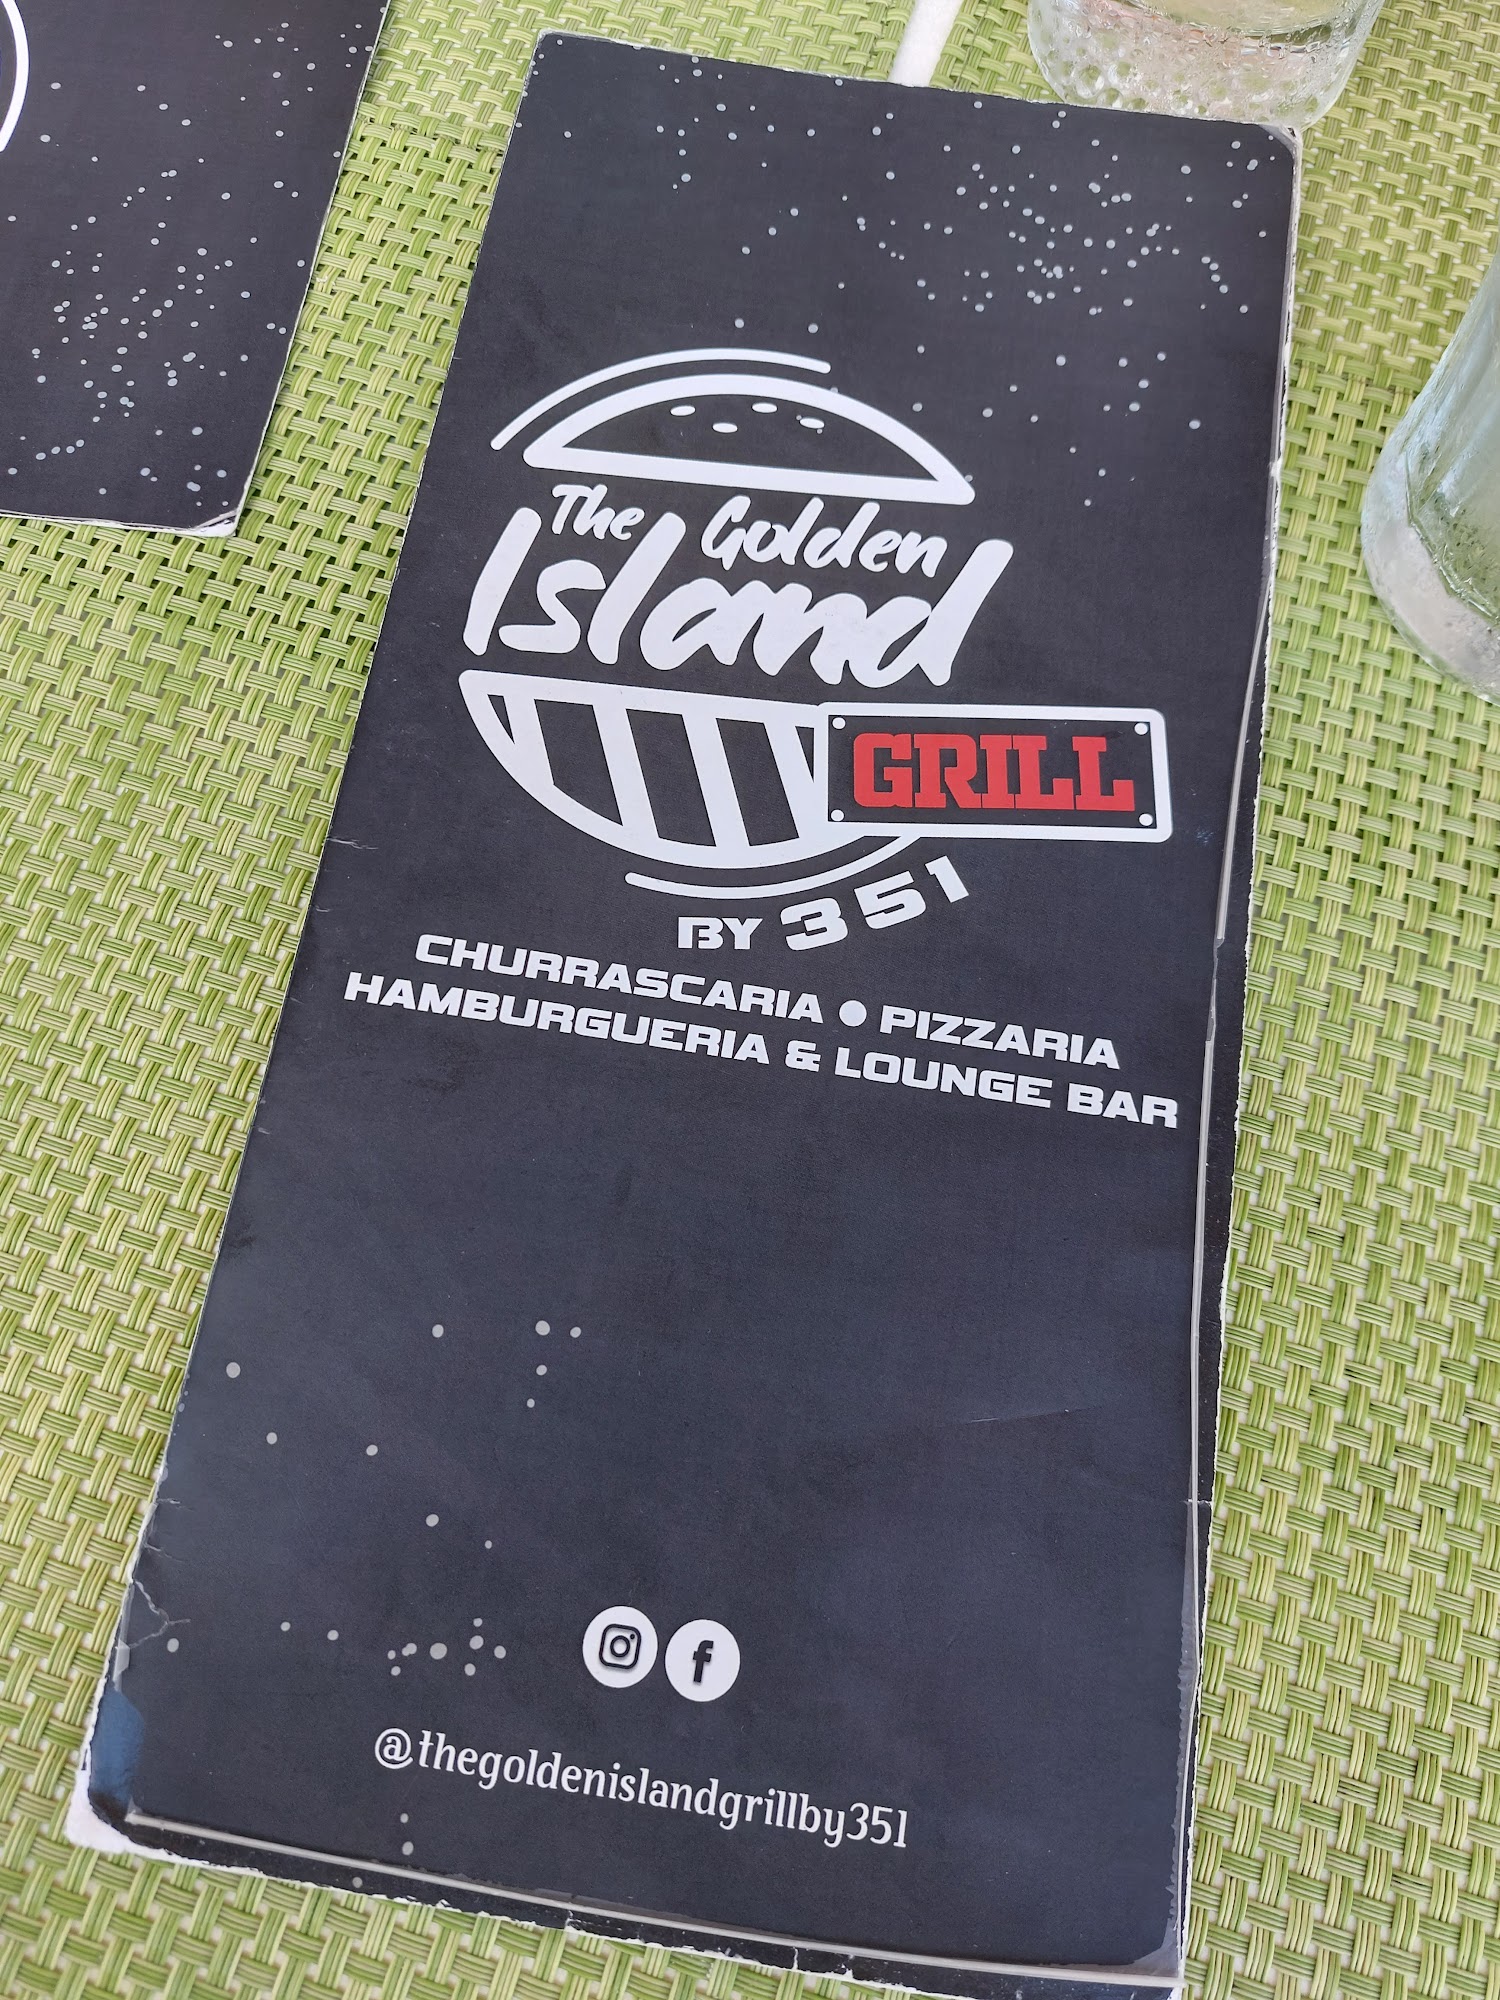 The Golden
Island
GRILL
BY 351
CHURRASCARIA ● PIZZARIA
HAMBURGUERIA & LOUNGE BAR
@thegoldenislandgrillby351